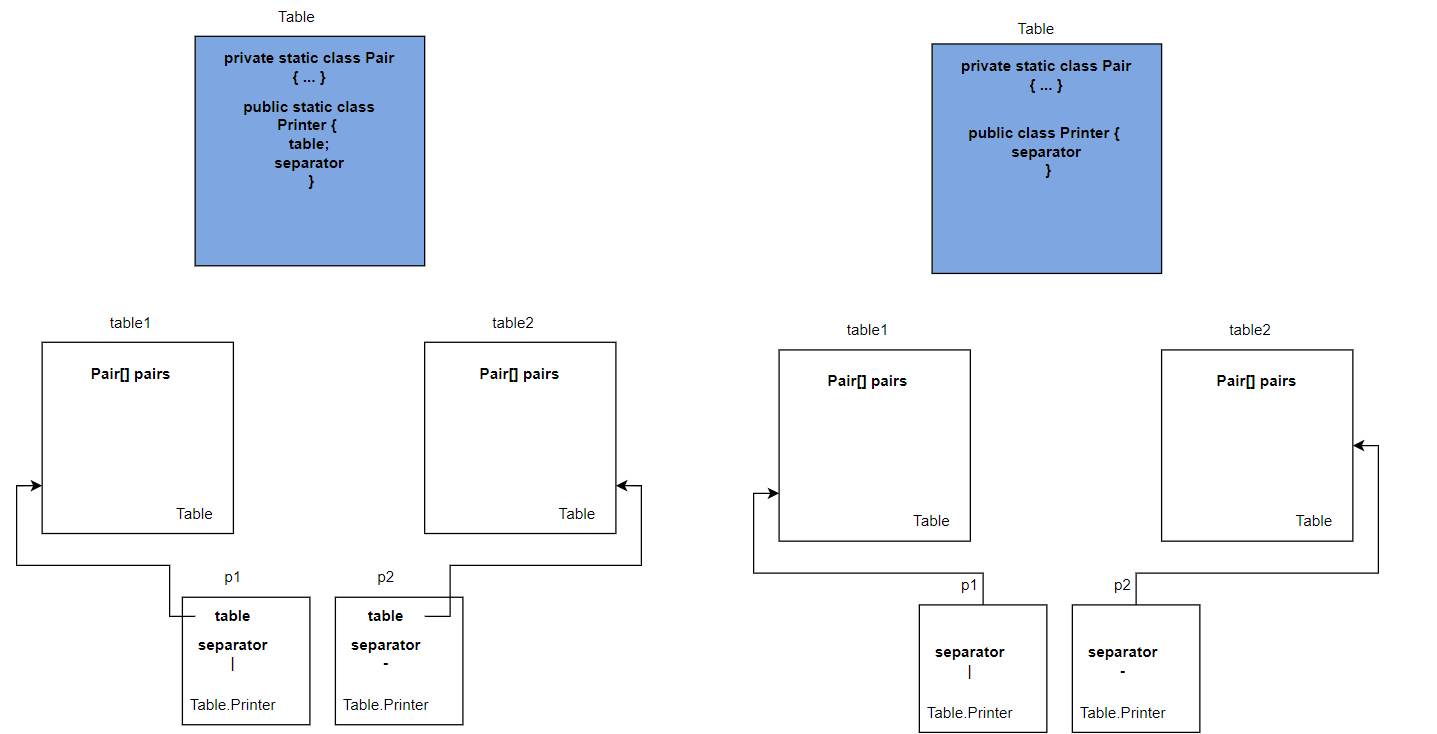 Table
private static class Pair
{ ... }
public static class
Printer {
table;
separator
}
table1
table2
Pair[] pairs
Pair[] pairs
Table
Table
p1
p2
table
table
separator
separator
|
-
Table.Printer
Table.Printer
Table
private static class Pair
{ ... }
public class Printer {
separator
}
table1
table2
Pair[] pairs
Pair[] pairs
Table
Table
p1
p2
separator
separator
|
-
Table.Printer
Table.Printer